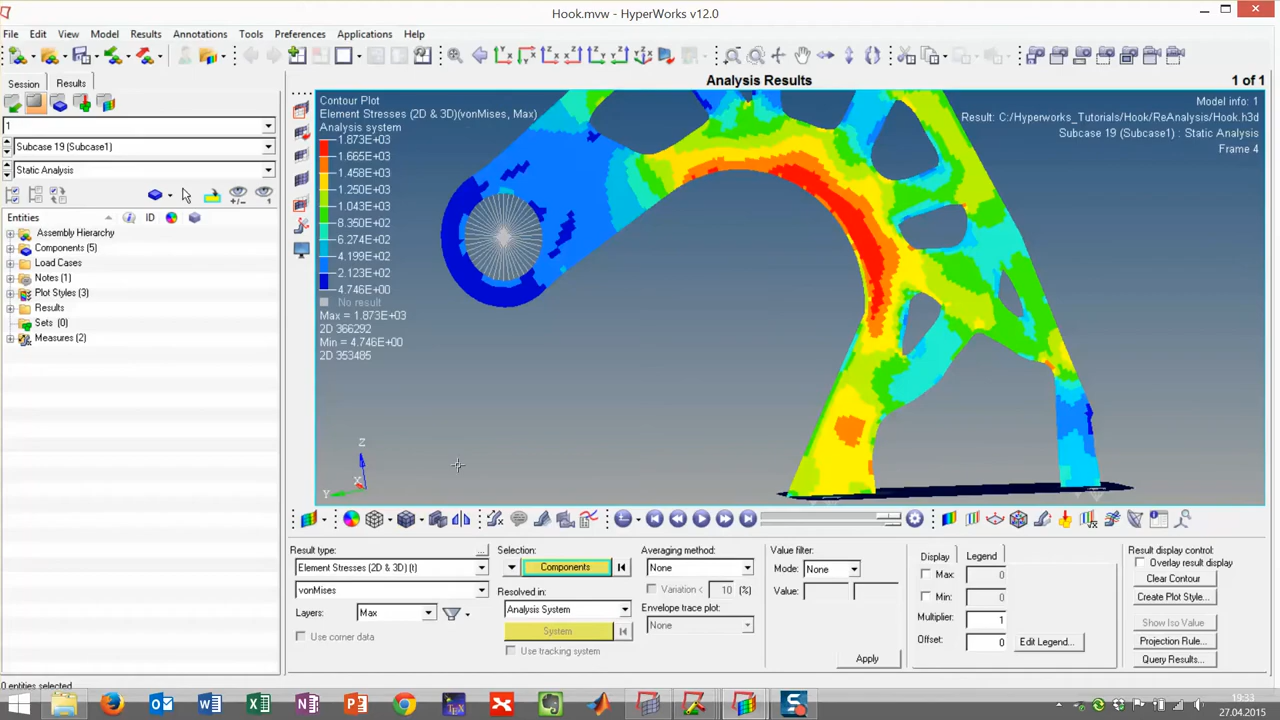 Hook.mvw - HyperWorks v12.0
File Edit View Model Results Annotations Tools Preferences Applications Help
Session Results
Analysis Results
1 of 1
1
Subcase 19 (Subcase1)
Static Analysis
Entities ID
Assembly Hierarchy
Components (5)
Load Cases
Notes (1)
Plot Styles (3)
Results
Sets (0)
Measures (2)
0 entities selected
Contour Plot
Element Stresses (2D & 3D)(vonMises, Max)
Analysis system
1.873E+03
1.665E+03
1.458E+03
1.250E+03
1.043E+03
8.350E+02
6.274E+02
4.199E+02
2.123E+02
4.746E+00
No result
Max = 1.873E+03
2D 366292
Min = 4.746E+00
2D 353485
Model info: 1
Result: C:/Hyperworks_Tutorials/Hook/ReAnalysis/Hook.h3d
Subcase 19 (Subcase1) : Static Analysis
Frame 4
Z
X
Y
Result type:
...
Element Stresses (2D & 3D) (t)
vonMises
Layers: Max
Use corner data
Selection:
Components
Resolved in:
Analysis System
System
Use tracking system
Averaging method:
None
Variation < 10 (%)
Envelope trace plot:
None
Value filter:
Mode: None
Value:
Apply
Display Legend
Max: 0
Min: 0
Multiplier: 1
Offset: 0
Edit Legend...
Result display control:
Overlay result display
Clear Contour
Create Plot Style...
Show Iso Value
Projection Rule...
Query Results...
19:33
27.04.2015